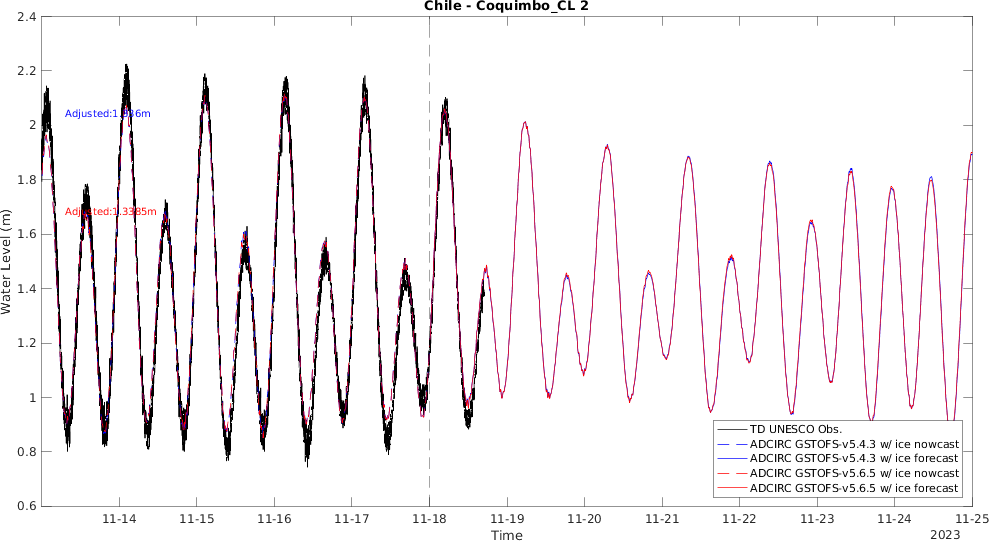 Chile - Coquimbo_CL 2
2.4
2.2
2
1.8
1.6
1.4
1.2
1
0.8
0.6
Water Level (m)
Adjusted:1.3385m
TD UNESCO Obs.
ADCIRC GSTOFS-v5.4.3 w/ ice nowcast
ADCIRC GSTOFS-v5.4.3 w/ ice forecast
ADCIRC GSTOFS-v5.6.5 w/ ice nowcast
ADCIRC GSTOFS-v5.6.5 w/ ice forecast
11-14 11-15 11-16 11-17 11-18 11-19 11-20 11-21 11-22 11-23 11-24 11-25
Time
2023